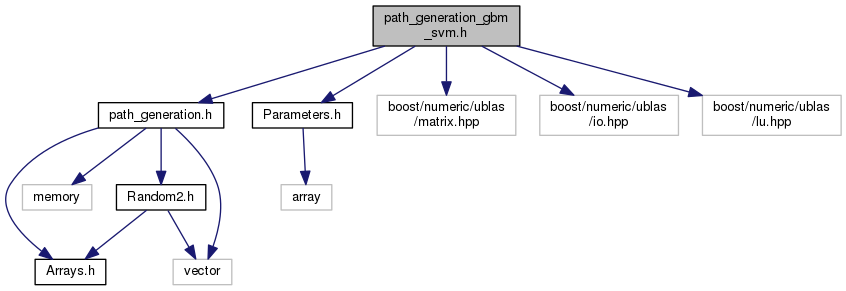 path_generation_gbm
_svm.h
path_generation.h
Parameters.h
boost/numeric/ublas
/matrix.hpp
boost/numeric/ublas
/io.hpp
boost/numeric/ublas
/lu.hpp
memory
Random2.h
array
Arrays.h
vector